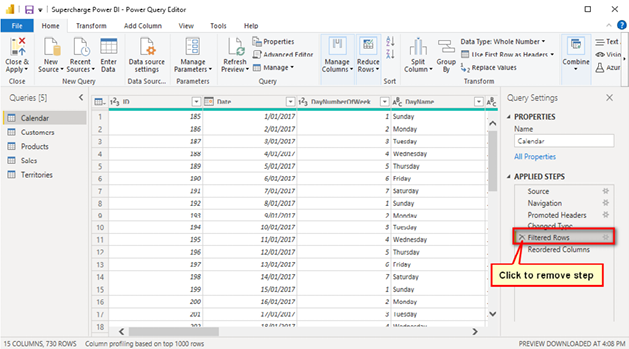 Supercharge Power BI - Power Query Editor
File Home Transform Add Column View Tools Help
Close & Apply New Source Recent Sources Enter Data Data source settings Manage Parameters Refresh Preview Properties Advanced Editor Manage Manage Columns Reduce Rows Split Column Group By Data Type: Whole Number Use First Row as Headers Replace Values Combine Text Visio Azur
Close New Query Data Sources Parameters Query Sort Transform
Queries [5]
Calendar
Customers
Products
Sales
Territories
ID Date DayNumberOfWeek DayName
1 185 1/01/2017 1 Sunday
2 186 2/01/2017 2 Monday
3 187 3/01/2017 3 Tuesday
4 188 4/01/2017 4 Wednesday
5 189 5/01/2017 5 Thursday
6 190 6/01/2017 6 Friday
7 191 7/01/2017 7 Saturday
8 192 8/01/2017 1 Sunday
9 193 9/01/2017 2 Monday
10 194 10/01/2017 3 Tuesday
11 195 11/01/2017 4 Wednesday
12 196 12/01/2017 5 Thursday
13 197 13/01/2017 6 Friday
14 198 14/01/2017 7 Saturday
15 199 15/01/2017 1 Sunday
16 200 16/01/2017 2 Monday
17 201 17/01/2017 3 Tuesday
18 202 18/01/2017 4 Wednesday
Query Settings
PROPERTIES
Name
Calendar
All Properties
APPLIED STEPS
Source
Navigation
Promoted Headers
Changed Type
Filtered Rows
Reordered Columns
Click to remove step
15 COLUMNS, 730 ROWS Column profiling based on top 1000 rows PREVIEW DOWNLOADED AT 4:08 PM